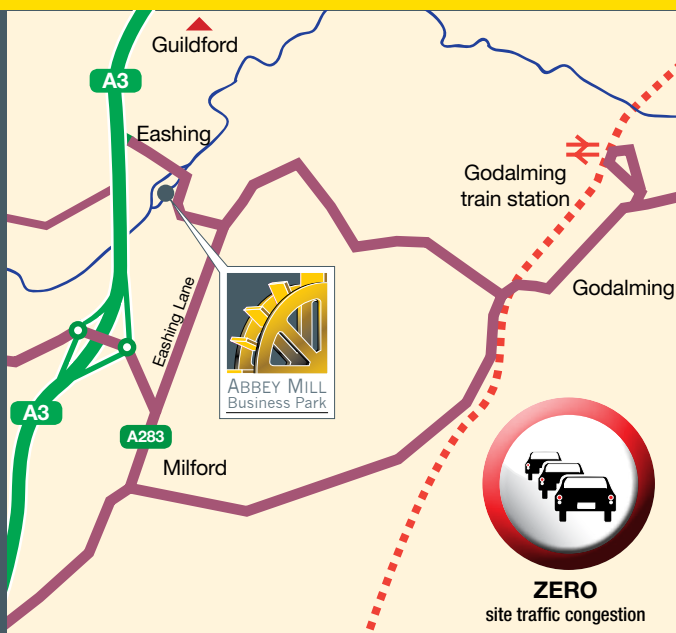 Guildford
A3
Eashing
Godalming
train station
Eashing Lane
Godalming
ABBEY MILL
Business Park
A3
A283
Milford
ZERO
site traffic congestion